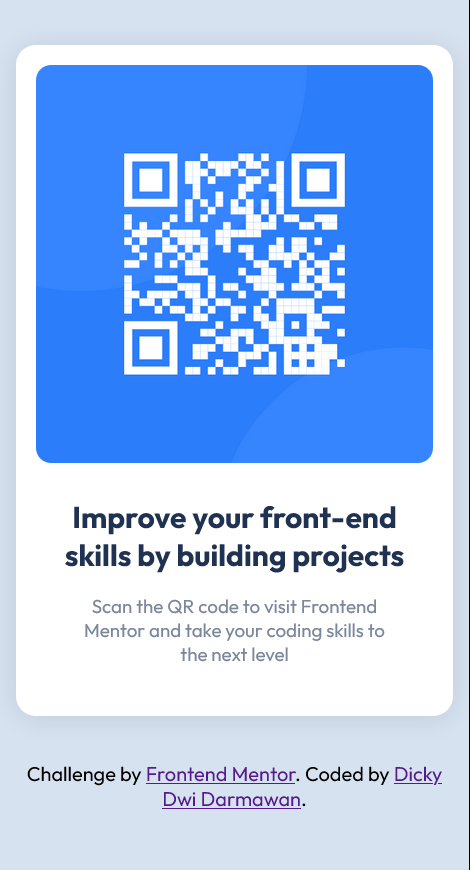 Improve your front-end
skills by building projects
Scan the QR code to visit Frontend
Mentor and take your coding skills to
the next level
Challenge by Frontend Mentor. Coded by Dicky
Dwi Darmawan.